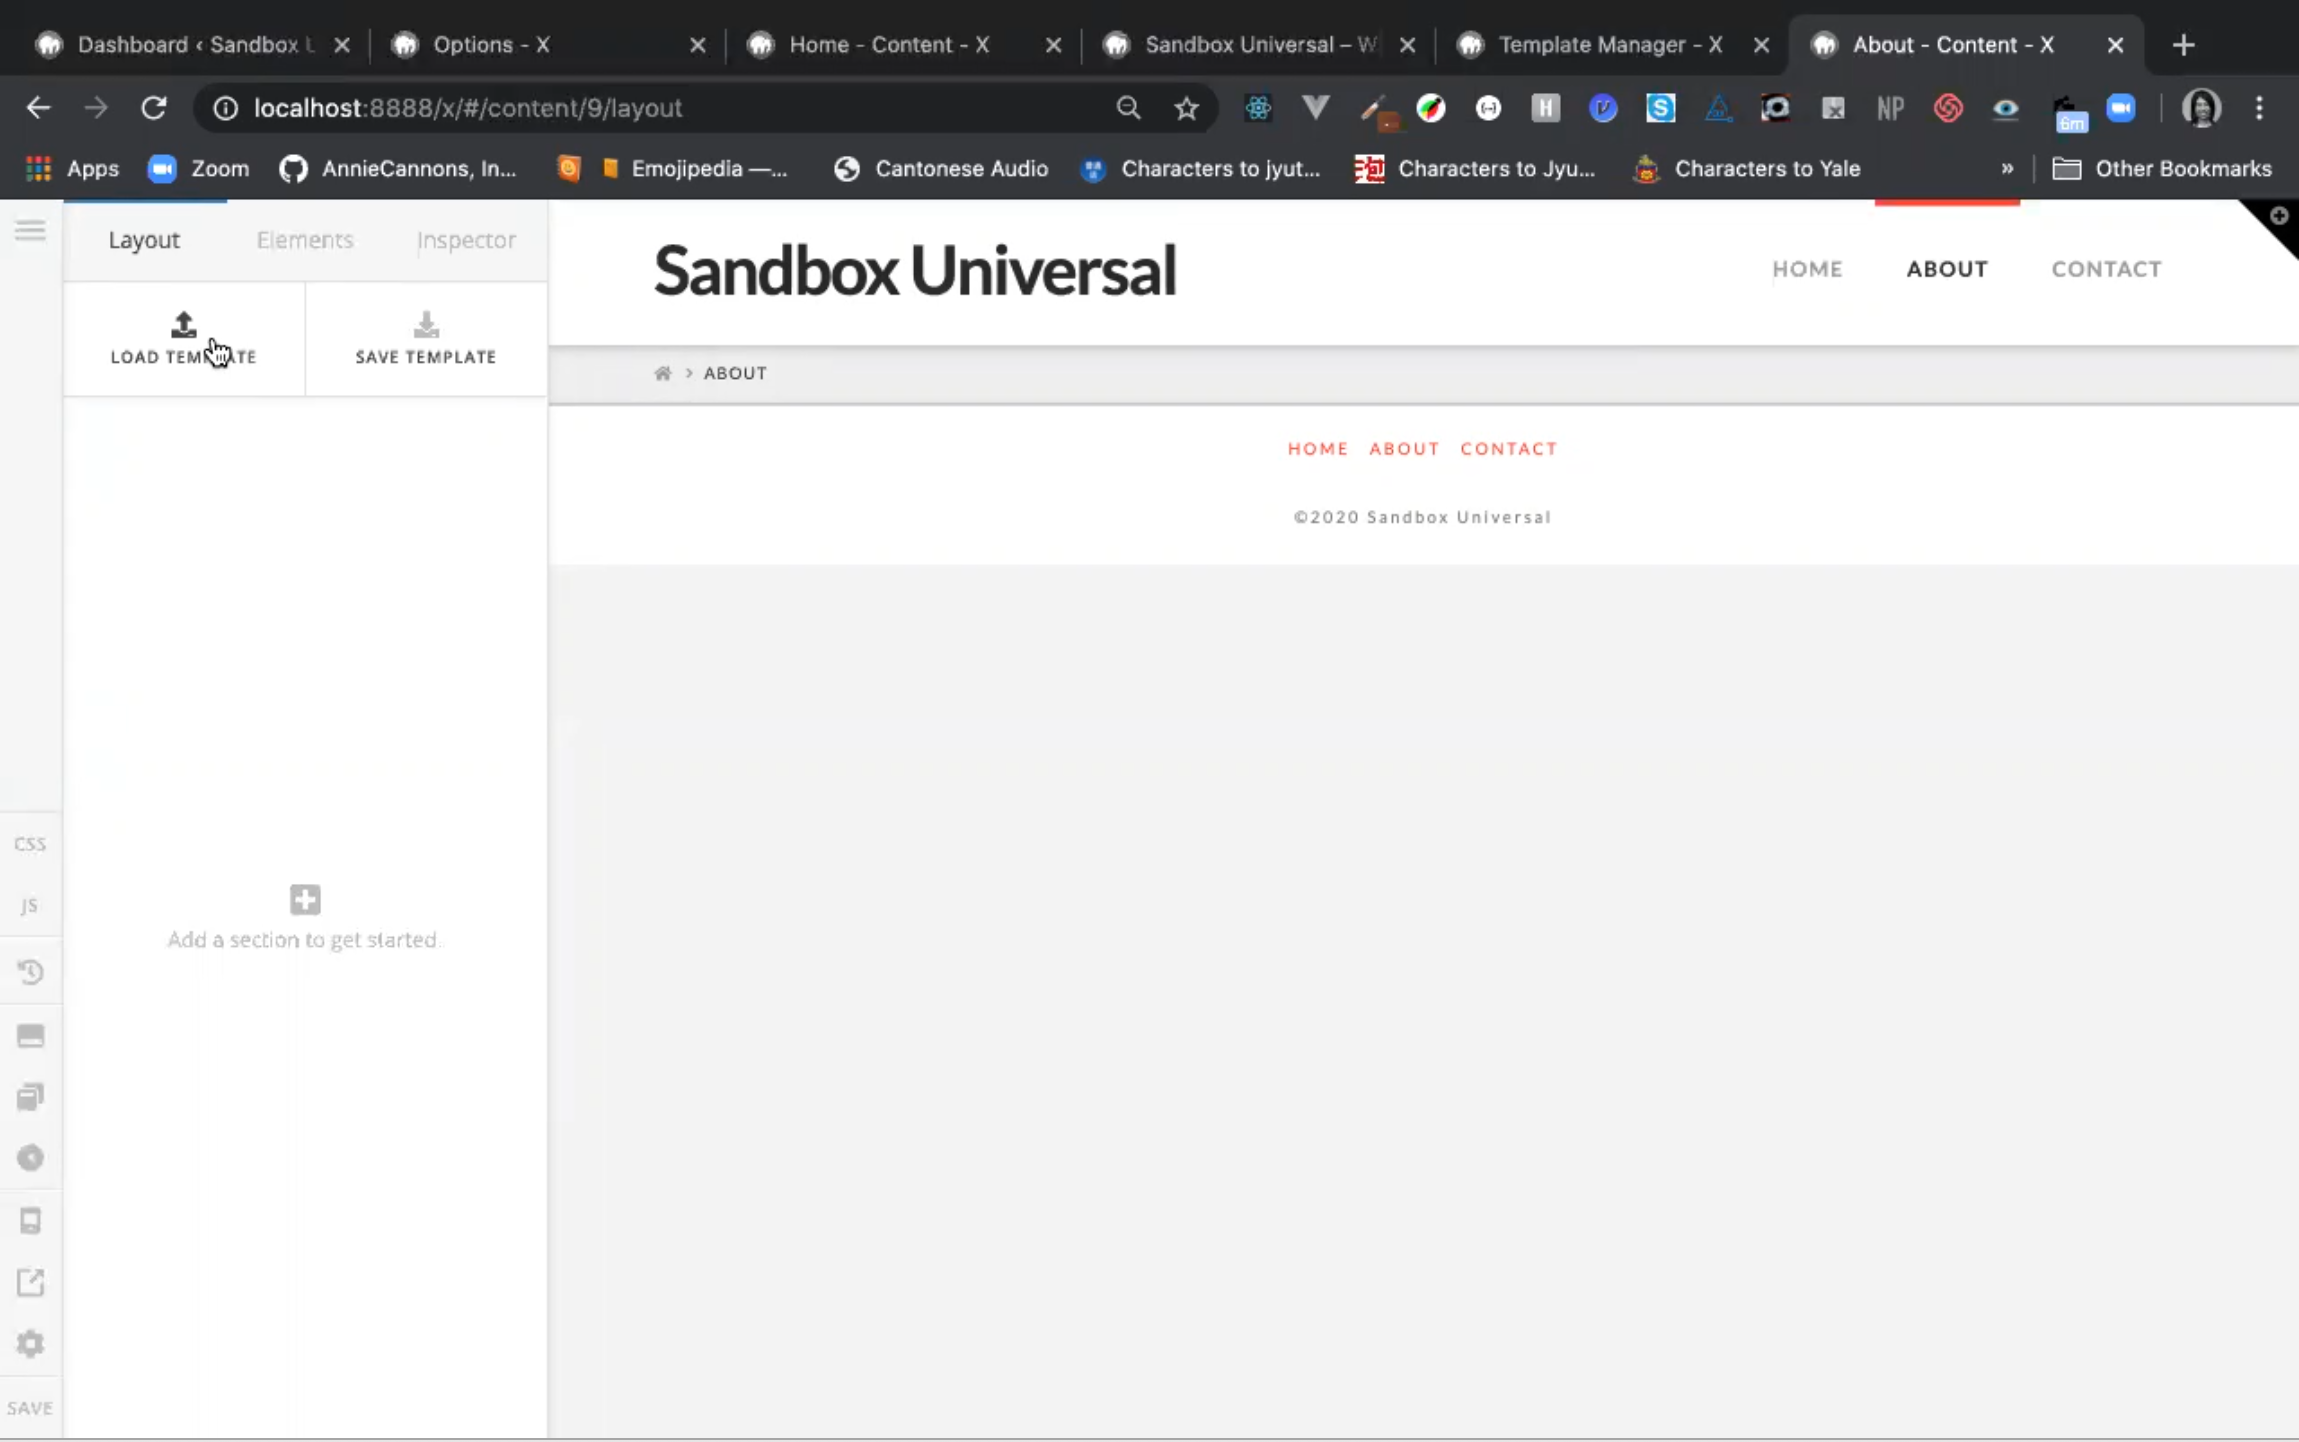 Dashboard ‹ Sandbox U
Options - X
Home - Content - X
Sandbox Universal – W
Template Manager - X
About - Content - X
localhost:8888/x/#/content/9/layout
H
S
NP
6m
Apps
Zoom
AnnieCannons, In...
Emojipedia —...
Cantonese Audio
Characters to jyut...
Characters to Jyu...
Characters to Yale
»
Other Bookmarks
Layout
Elements
Inspector
Sandbox Universal
HOME
ABOUT
CONTACT
LOAD TEMPLATE
SAVE TEMPLATE
> ABOUT
HOME ABOUT CONTACT
©2020 Sandbox Universal
CSS
JS
Add a section to get started.
SAVE